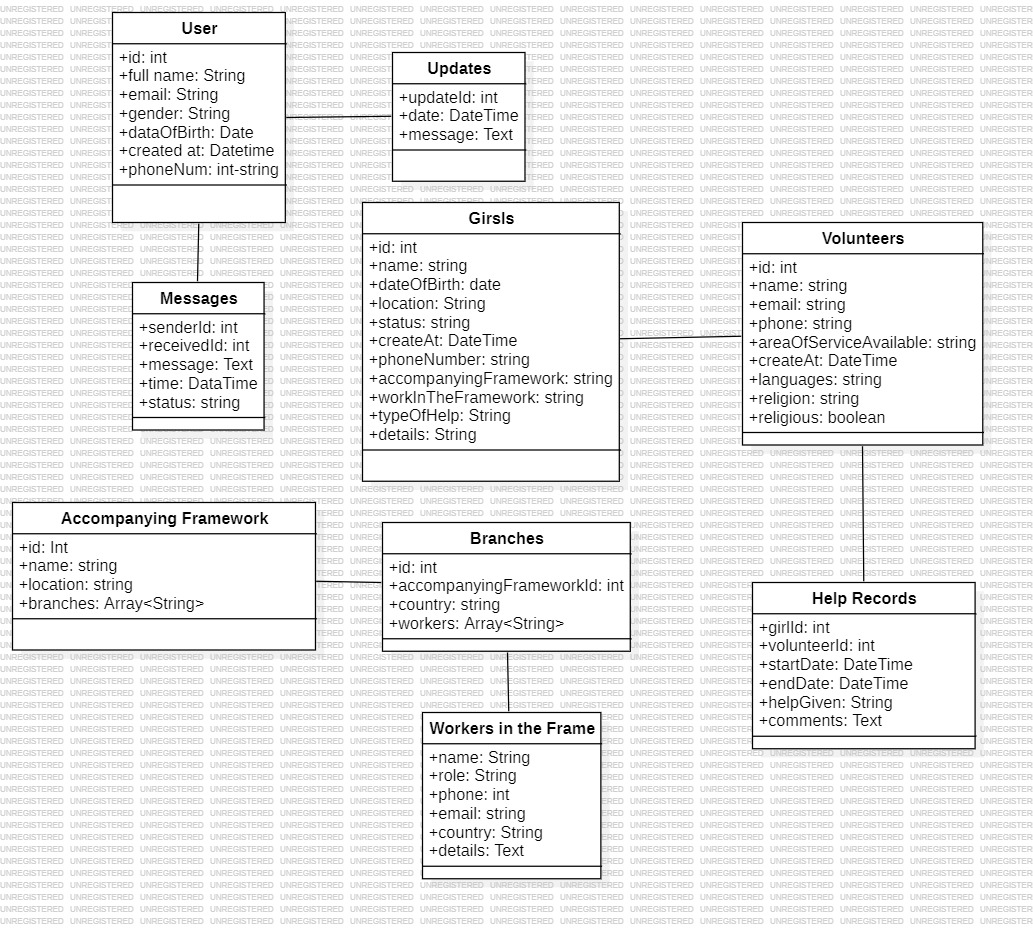 User
+id: int
+full name: String
+email: String
+gender: String
+dataOfBirth: Date
+created at: Datetime
+phoneNum: int-string
Updates
+updateId: int
+date: DateTime
+message: Text
Messages
+senderId: int
+receivedId: int
+message: Text
+time: DataTime
+status: string
Girsls
+id: int
+name: string
+dateOfBirth: date
+location: String
+status: string
+createAt: DateTime
+phoneNumber: string
+accompanyingFramework: string
+workInTheFramework: string
+typeOfHelp: String
+details: String
Volunteers
+id: int
+name: string
+email: string
+phone: string
+areaOfServiceAvailable: string
+createAt: DateTime
+languages: string
+religion: string
+religious: boolean
Accompanying Framework
+id: Int
+name: string
+location: string
+branches: Array<String>
Branches
+id: int
+accompanyingFrameworkId: int
+country: string
+workers: Array<String>
Help Records
+girlId: int
+volunteerId: int
+startDate: DateTime
+endDate: DateTime
+helpGiven: String
+comments: Text
Workers in the Frame
+name: String
+role: String
+phone: int
+email: string
+country: String
+details: Text
UNREGISTERED